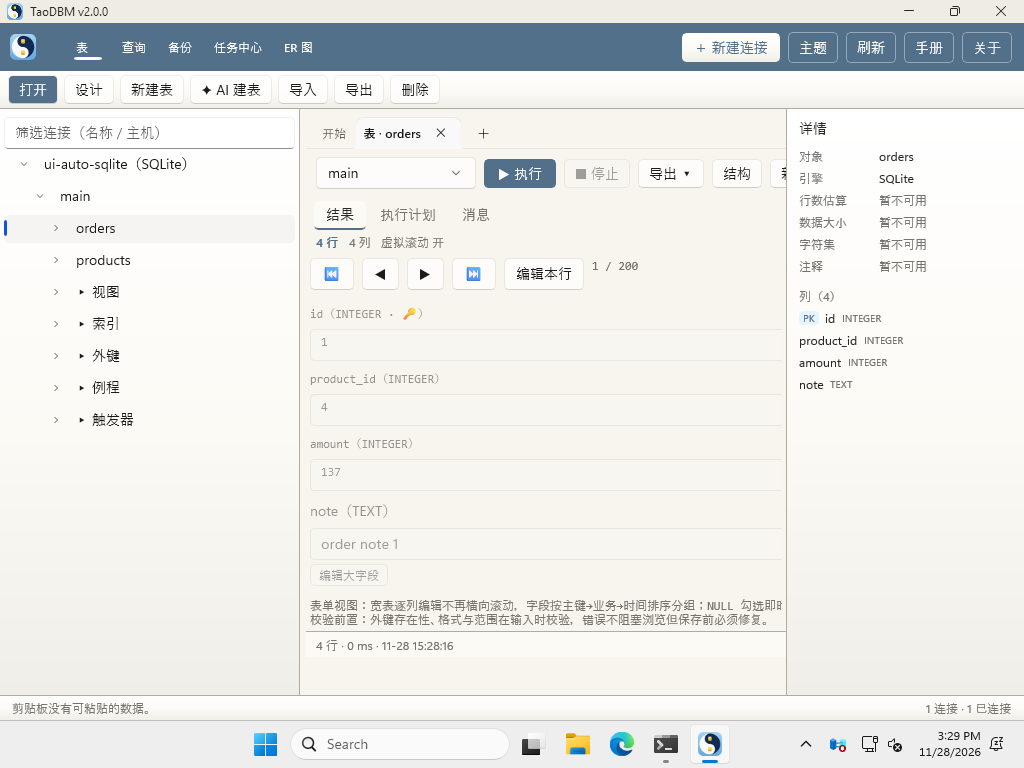 TaoDBM v2.0.0
表
查询
备份
任务中心
ER 图
+ 新建连接
主题
刷新
手册
关于
打开
设计
新建表
✦ AI 建表
导入
导出
删除
筛选连接（名称 / 主机）
ui-auto-sqlite（SQLite）
main
orders
products
▸ 视图
▸ 索引
▸ 外键
▸ 例程
▸ 触发器
开始
表 · orders
main
▶ 执行
停止
导出 ▾
结构
结果
执行计划
消息
4 行 4 列 虚拟滚动 开
编辑本行
1 / 200
id（INTEGER · 🔑）
1
product_id（INTEGER）
4
amount（INTEGER）
137
note（TEXT）
order note 1
编辑大字段
表单视图：宽表逐列编辑不再横向滚动，字段按主键→业务→时间排序分组；NULL 勾选即
校验前置：外键存在性、格式与范围在输入时校验，错误不阻塞浏览但保存前必须修复。
4 行 · 0 ms · 11-28 15:28:16
详情
对象 orders
引擎 SQLite
行数估算 暂不可用
数据大小 暂不可用
字符集 暂不可用
注释 暂不可用
列（4）
PK id INTEGER
product_id INTEGER
amount INTEGER
note TEXT
剪贴板没有可粘贴的数据。
1 连接 · 1 已连接
Search
3:29 PM
11/28/2026